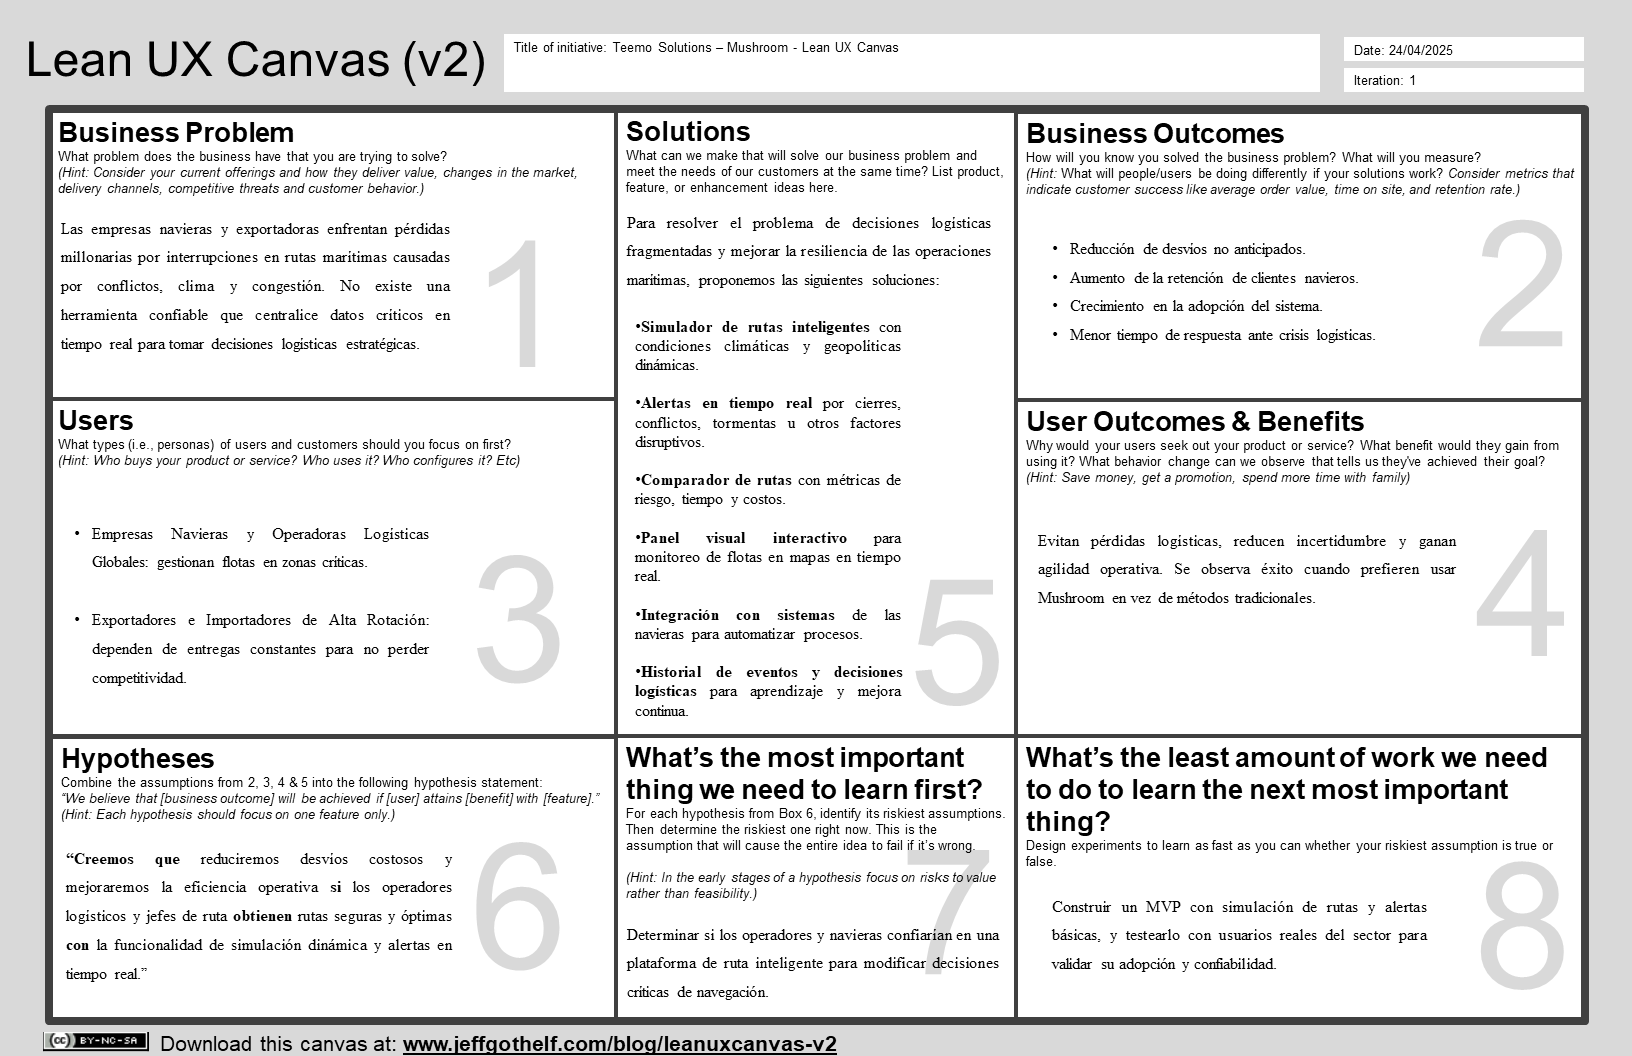 Lean UX Canvas (v2)
Title of initiative: Teemo Solutions – Mushroom - Lean UX Canvas
Date: 24/04/2025
Iteration: 1
Business Problem
What problem does the business have that you are trying to solve?
(Hint: Consider your current offerings and how they deliver value, changes in the market,
delivery channels, competitive threats and customer behavior.)
Las empresas navieras y exportadoras enfrentan pérdidas
millonarias por interrupciones en rutas marítimas causadas
por conflictos, clima y congestión. No existe una
herramienta confiable que centralice datos críticos en
tiempo real para tomar decisiones logísticas estratégicas.
1
Solutions
What can we make that will solve our business problem and
meet the needs of our customers at the same time? List product,
feature, or enhancement ideas here.
Para resolver el problema de decisiones logísticas
fragmentadas y mejorar la resiliencia de las operaciones
marítimas, proponemos las siguientes soluciones:
•Simulador de rutas inteligentes con
condiciones climáticas y geopolíticas
dinámicas.
•Alertas en tiempo real por cierres,
conflictos, tormentas u otros factores
disruptivos.
•Comparador de rutas con métricas de
riesgo, tiempo y costos.
•Panel visual interactivo para
monitoreo de flotas en mapas en tiempo
real.
•Integración con sistemas de las
navieras para automatizar procesos.
•Historial de eventos y decisiones
logísticas para aprendizaje y mejora
continua.
5
Business Outcomes
How will you know you solved the business problem? What will you measure?
(Hint: What will people/users be doing differently if your solutions work? Consider metrics that
indicate customer success like average order value, time on site, and retention rate.)
• Reducción de desvíos no anticipados.
• Aumento de la retención de clientes navieros.
• Crecimiento en la adopción del sistema.
• Menor tiempo de respuesta ante crisis logísticas.
2
Users
What types (i.e., personas) of users and customers should you focus on first?
(Hint: Who buys your product or service? Who uses it? Who configures it? Etc)
• Empresas Navieras y Operadoras Logísticas
Globales: gestionan flotas en zonas críticas.
• Exportadores e Importadores de Alta Rotación:
dependen de entregas constantes para no perder
competitividad.
3
User Outcomes & Benefits
Why would your users seek out your product or service? What benefit would they gain from
using it? What behavior change can we observe that tells us they've achieved their goal?
(Hint: Save money, get a promotion, spend more time with family)
Evitan pérdidas logísticas, reducen incertidumbre y ganan
agilidad operativa. Se observa éxito cuando prefieren usar
Mushroom en vez de métodos tradicionales.
4
Hypotheses
Combine the assumptions from 2, 3, 4 & 5 into the following hypothesis statement:
“We believe that [business outcome] will be achieved if [user] attains [benefit] with [feature].”
(Hint: Each hypothesis should focus on one feature only.)
“Creemos que reduciremos desvíos costosos y
mejoraremos la eficiencia operativa si los operadores
logísticos y jefes de ruta obtienen rutas seguras y óptimas
con la funcionalidad de simulación dinámica y alertas en
tiempo real.”
6
What’s the most important
thing we need to learn first?
For each hypothesis from Box 6, identify its riskiest assumptions.
Then determine the riskiest one right now. This is the
assumption that will cause the entire idea to fail if it’s wrong.
(Hint: In the early stages of a hypothesis focus on risks to value
rather than feasibility.)
Determinar si los operadores y navieras confiarían en una
plataforma de ruta inteligente para modificar decisiones
críticas de navegación.
7
What’s the least amount of work we need
to do to learn the next most important
thing?
Design experiments to learn as fast as you can whether your riskiest assumption is true or
false.
Construir un MVP con simulación de rutas y alertas
básicas, y testearlo con usuarios reales del sector para
validar su adopción y confiabilidad.
8
(cc) BY-NC-SA
Download this canvas at: www.jeffgothelf.com/blog/leanuxcanvas-v2